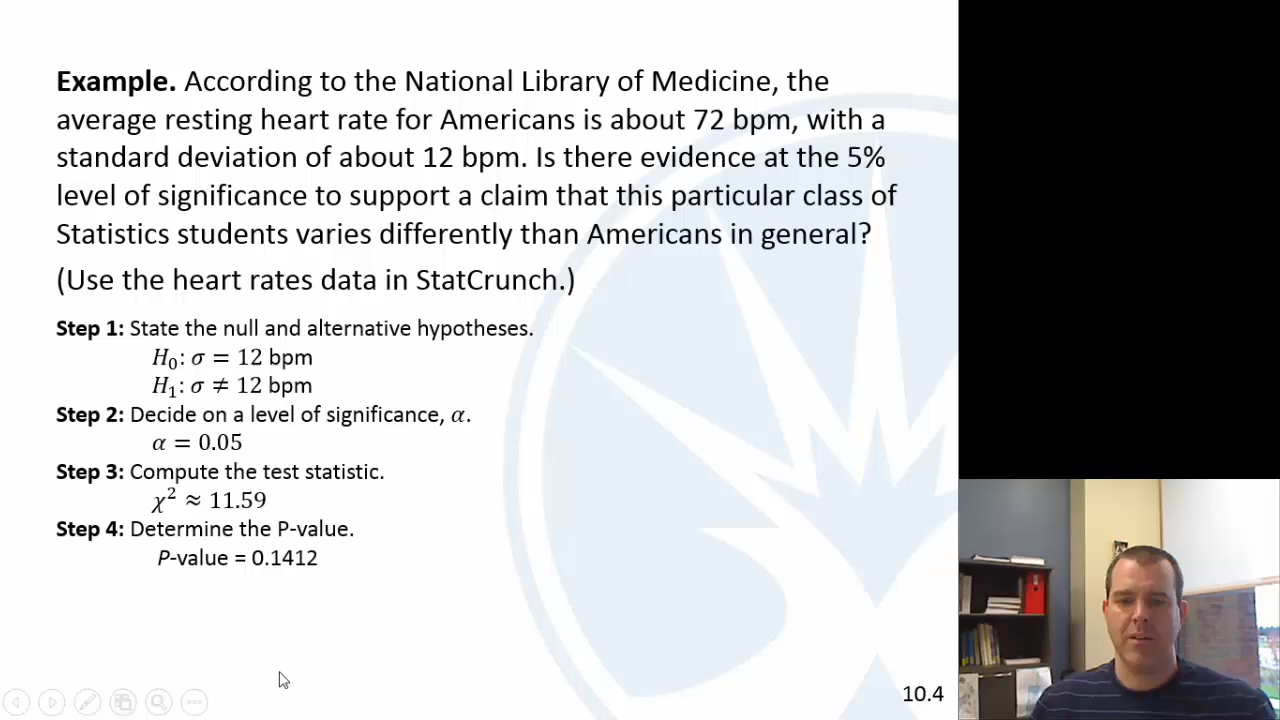 Example. According to the National Library of Medicine, the
average resting heart rate for Americans is about 72 bpm, with a
standard deviation of about 12 bpm. Is there evidence at the 5%
level of significance to support a claim that this particular class of
Statistics students varies differently than Americans in general?
(Use the heart rates data in StatCrunch.)
Step 1: State the null and alternative hypotheses.
H₀: σ = 12 bpm
H₁: σ ≠ 12 bpm
Step 2: Decide on a level of significance, α.
α = 0.05
Step 3: Compute the test statistic.
χ² ≈ 11.59
Step 4: Determine the P-value.
P-value = 0.1412
10.4